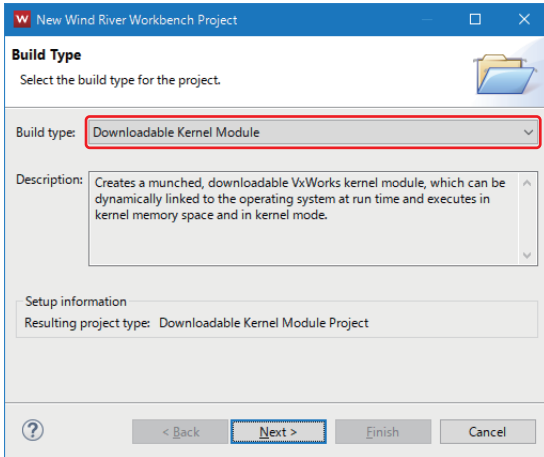 New Wind River Workbench Project
Build Type
Select the build type for the project.
Build type: Downloadable Kernel Module
Description: Creates a munched, downloadable VxWorks kernel module, which can be
dynamically linked to the operating system at run time and executes in
kernel memory space and in kernel mode.
Setup information
Resulting project type: Downloadable Kernel Module Project
< Back Next > Finish Cancel